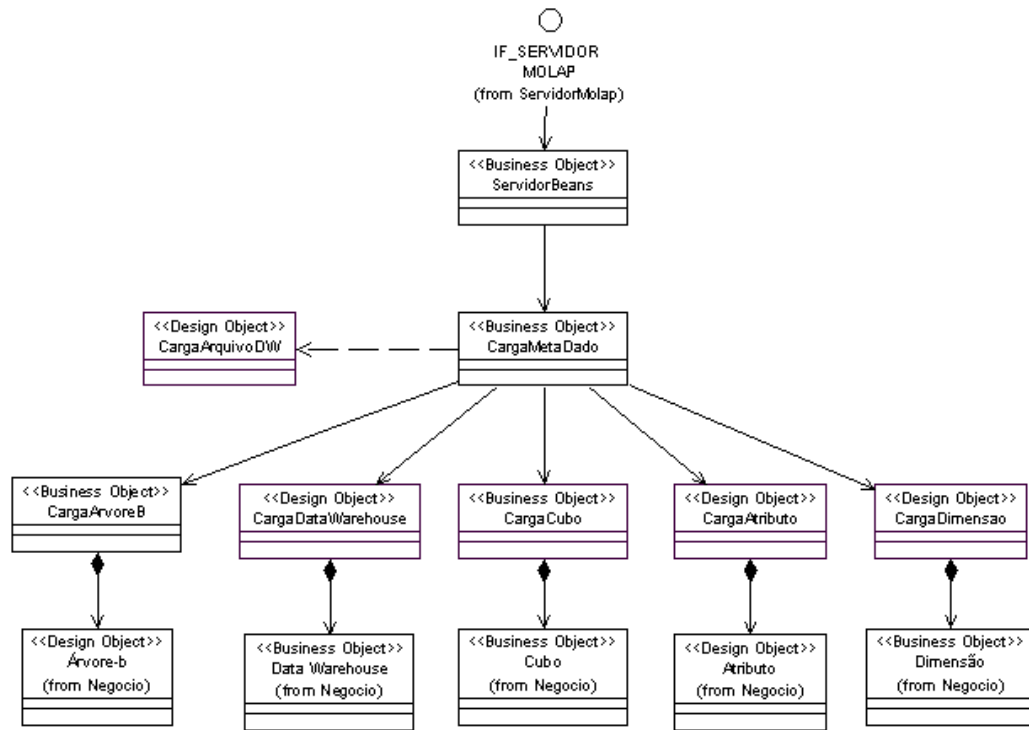 IF_SERVIDOR
MOLAP
(from ServidorMolap)
<<Business Object>>
ServidorBeans
<<Design Object>>
CargaArquivoDW
<<Business Object>>
CargaMetaDado
<<Business Object>>
CargaArvoreB
<<Design Object>>
CargaDataWarehouse
<<Business Object>>
CargaCubo
<<Design Object>>
CargaAtributo
<<Design Object>>
CargaDimensao
<<Design Object>>
Árvore-b
(from Negocio)
<<Business Object>>
Data Warehouse
(from Negocio)
<<Business Object>>
Cubo
(from Negocio)
<<Design Object>>
Atributo
(from Negocio)
<<Business Object>>
Dimensão
(from Negocio)